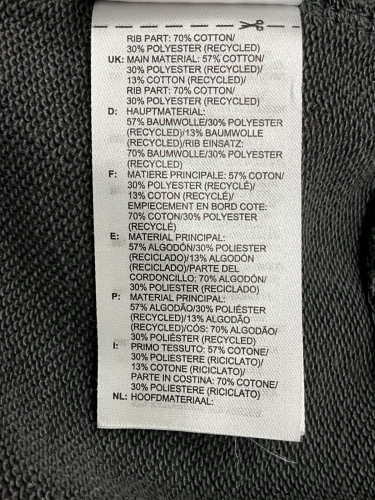 RIB PART: 70% COTTON/
30% POLYESTER (RECYCLED)
UK: MAIN MATERIAL: 57% COTTON/
30% POLYESTER (RECYCLED)/
13% COTTON (RECYCLED)/
RIB PART: 70% COTTON/
30% POLYESTER (RECYCLED)
D: HAUPTMATERIAL:
57% BAUMWOLLE/30% POLYESTER
(RECYCLED)/13% BAUMWOLLE
(RECYCLED)/RIB EINSATZ:
70% BAUMWOLLE/30% POLYESTER
(RECYCLED)
F: MATIERE PRINCIPALE: 57% COTON/
30% POLYESTER (RECYCLÉ)/
13% COTON (RECYCLÉ)/
EMPIECEMENT EN BORD COTE:
70% COTON/30% POLYESTER
(RECYCLÉ)
E: MATERIAL PRINCIPAL:
57% ALGODÓN/30% POLIESTER
(RECICLADO)/13% ALGODÓN
(RECICLADO)/PARTE DEL
CORDONCILLO: 70% ALGODÓN/
30% POLIESTER (RECICLADO)
P: MATERIAL PRINCIPAL:
57% ALGODÃO/30% POLIÉSTER
(RECYCLED)/13% ALGODÃO
(RECYCLED)/CÓS: 70% ALGODÃO/
30% POLIÉSTER (RECYCLED)
I: PRIMO TESSUTO: 57% COTONE/
30% POLIESTERE (RICICLATO)/
13% COTONE (RICICLATO)/
PARTE IN COSTINA: 70% COTONE/
30% POLIESTERE (RICICLATO)
NL: HOOFDMATERIAAL: